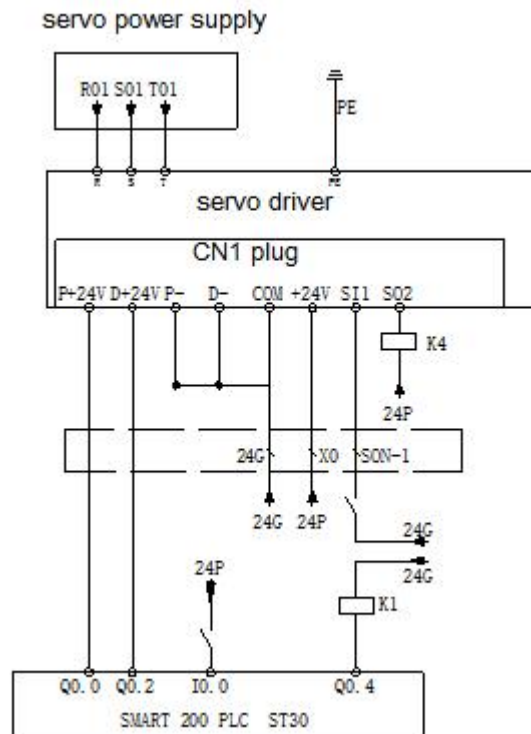 servo power supply
R01 S01 T01
PE
R S T PE
servo driver
CN1 plug
P+24V D+24V P- D- COM +24V SI1 SO2
K4
24P
24G X0 SON-1
24G 24P
24G
24P 24G
K1
Q0.0 Q0.2 I0.0 Q0.4
SMART 200 PLC ST30